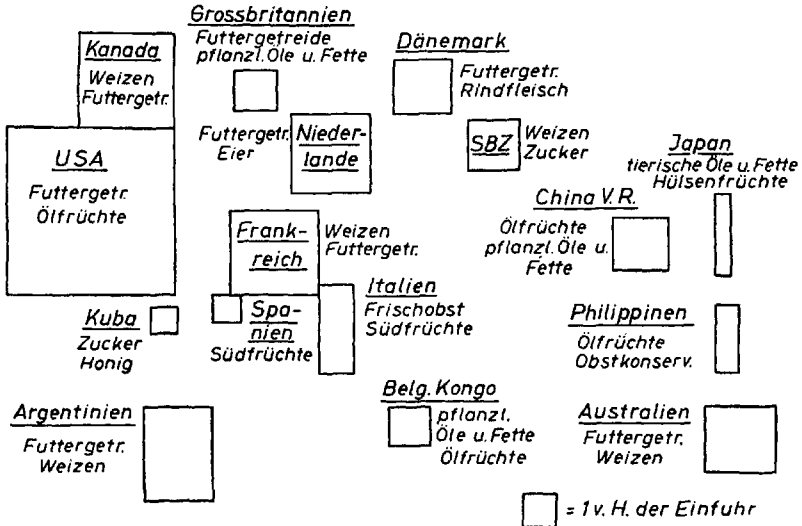 Grossbritannien
Futtergetreide
pflanzl. Öle u. Fette
Kanada
Weizen
Futtergetr.
Dänemark
Futtergetr.
Rindfleisch
USA
Futtergetr.
Ölfrüchte
Futtergetr.
Eier
Nieder-
lande
SBZ
Weizen
Zucker
Japan
tierische Öle u. Fette
Hülsenfrüchte
China V.R.
Ölfrüchte
pflanzl. Öle u.
Fette
Frank-
reich
Weizen
Futtergetr.
Italien
Frischobst
Südfrüchte
Kuba
Zucker
Honig
Spa-
nien
Südfrüchte
Philippinen
Ölfrüchte
Obstkonserv.
Argentinien
Futtergetr.
Weizen
Belg. Kongo
pflanzl.
Öle u. Fette
Ölfrüchte
Australien
Futtergetr.
Weizen
= 1 v. H. der Einfuhr